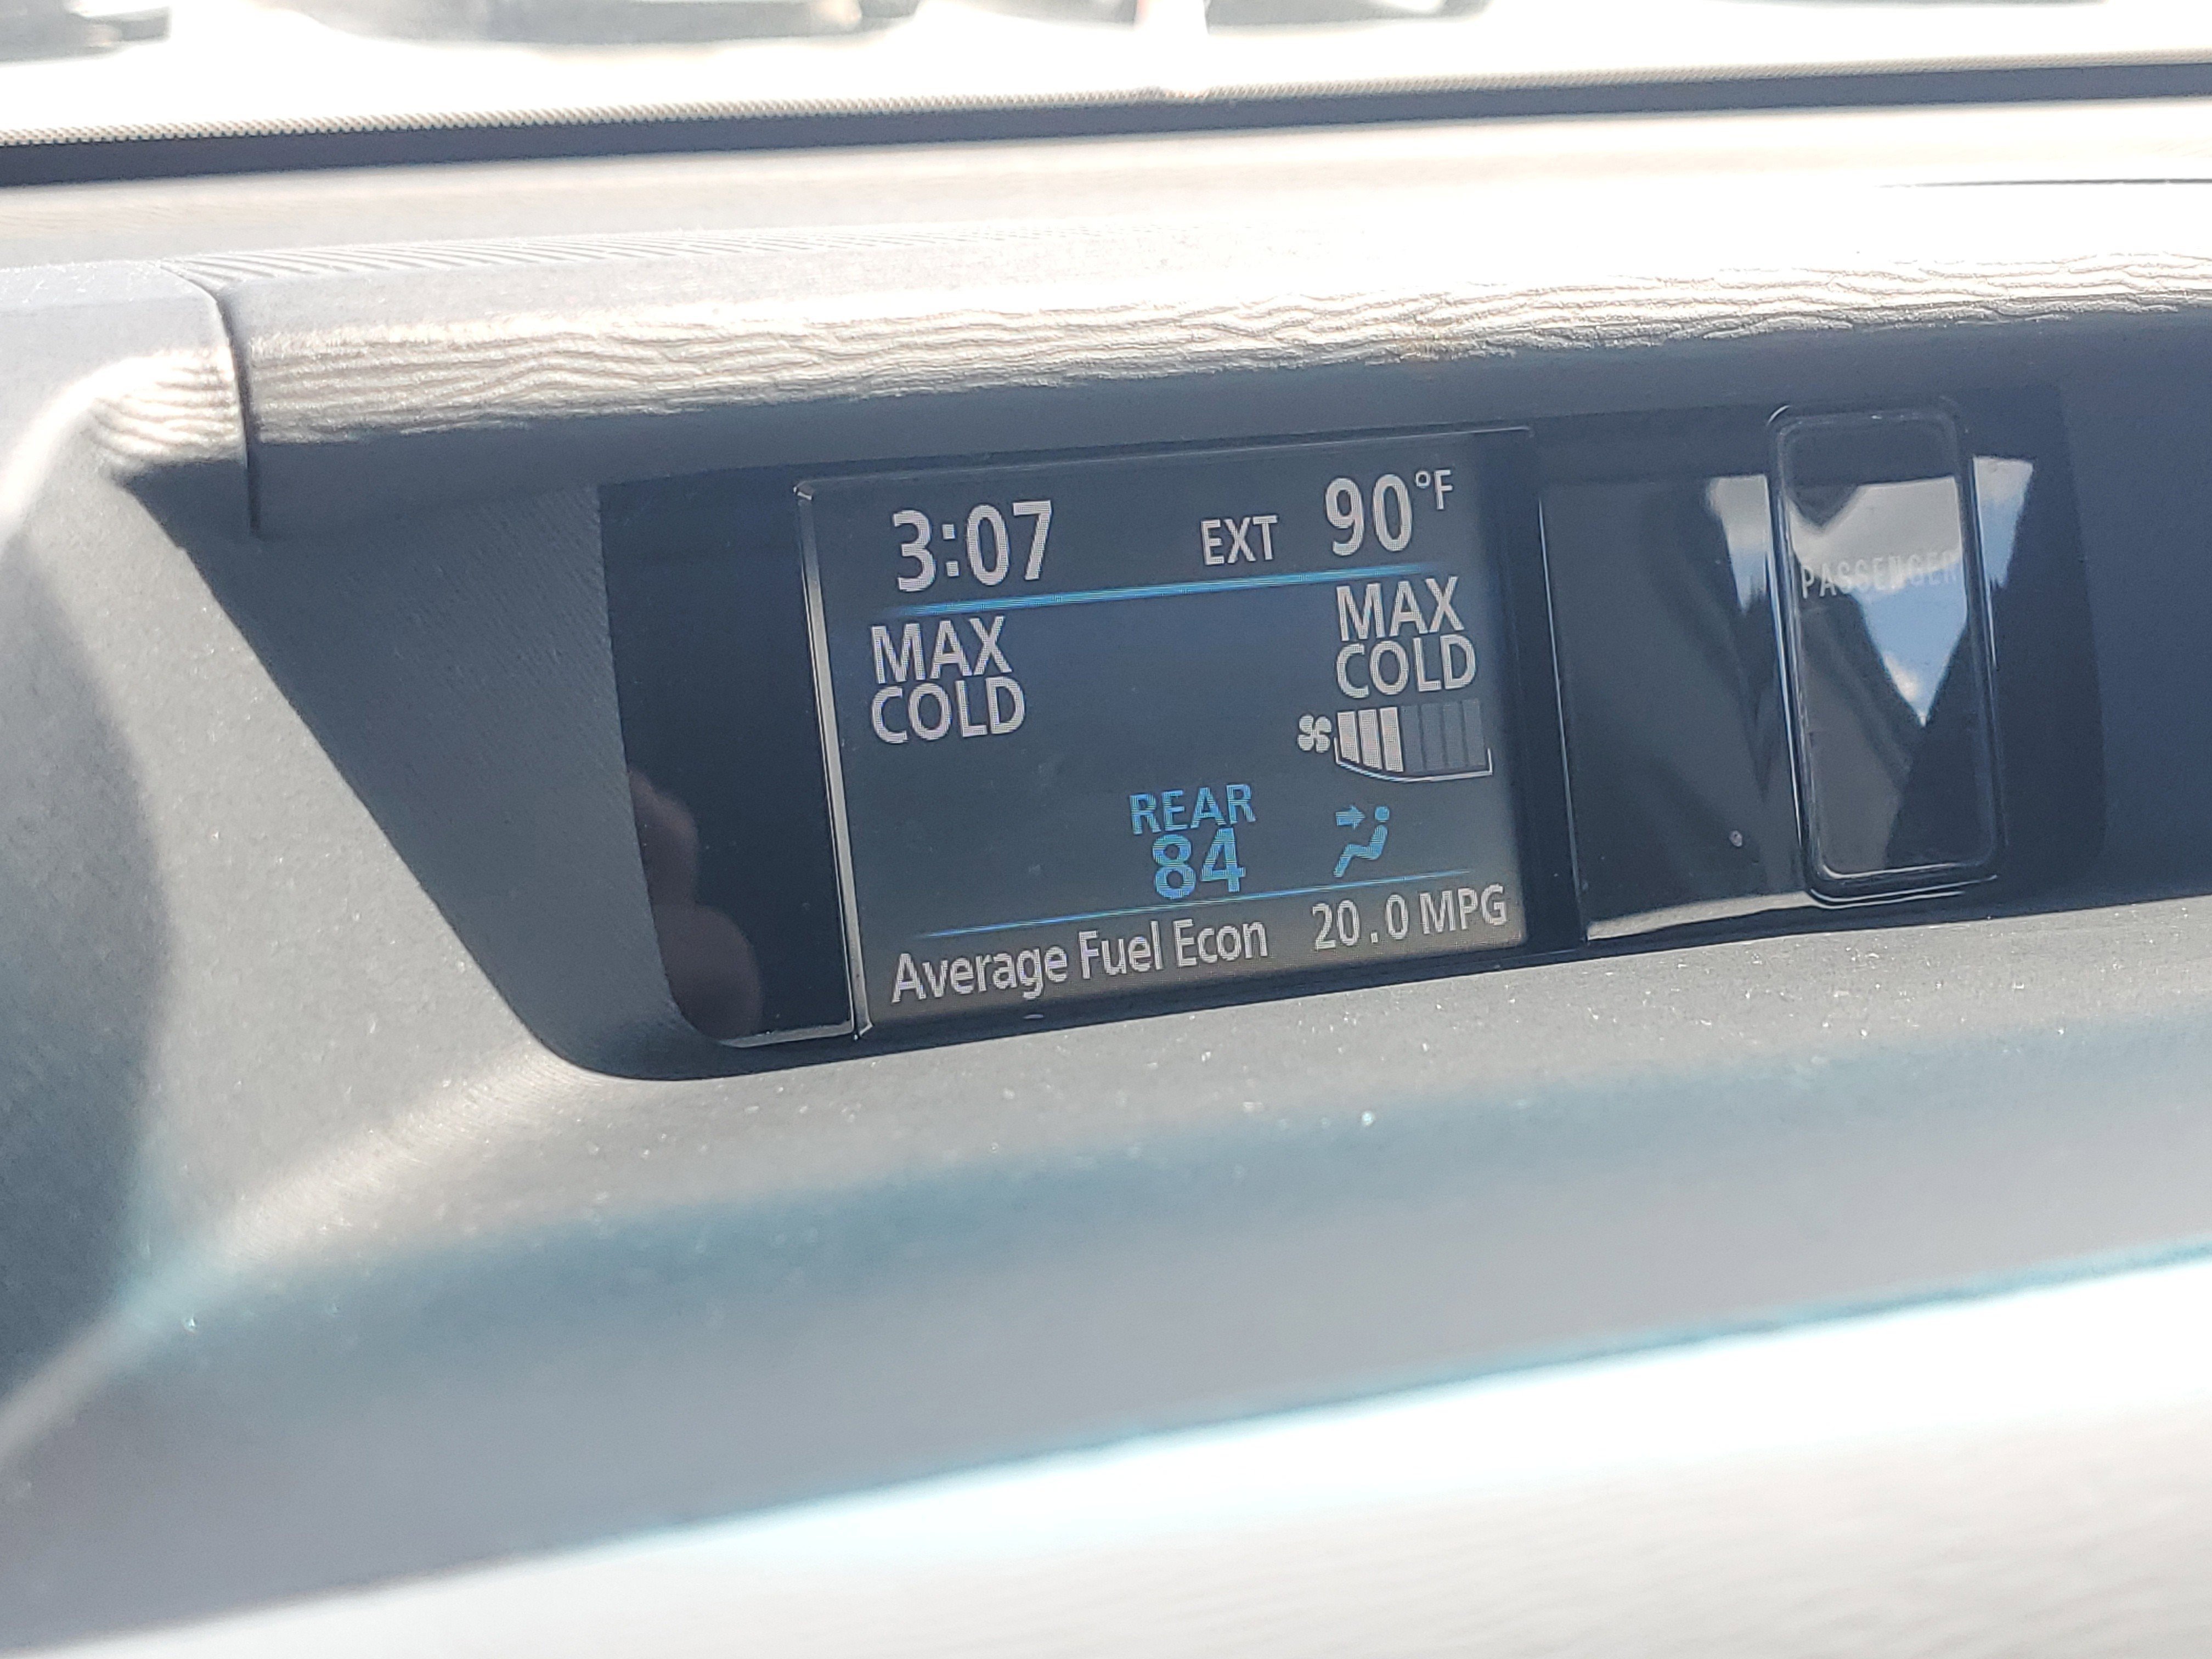 3:07 EXT 90°F
MAX MAX
COLD COLD
REAR
84
Average Fuel Econ 20.0 MPG
PASSENGER